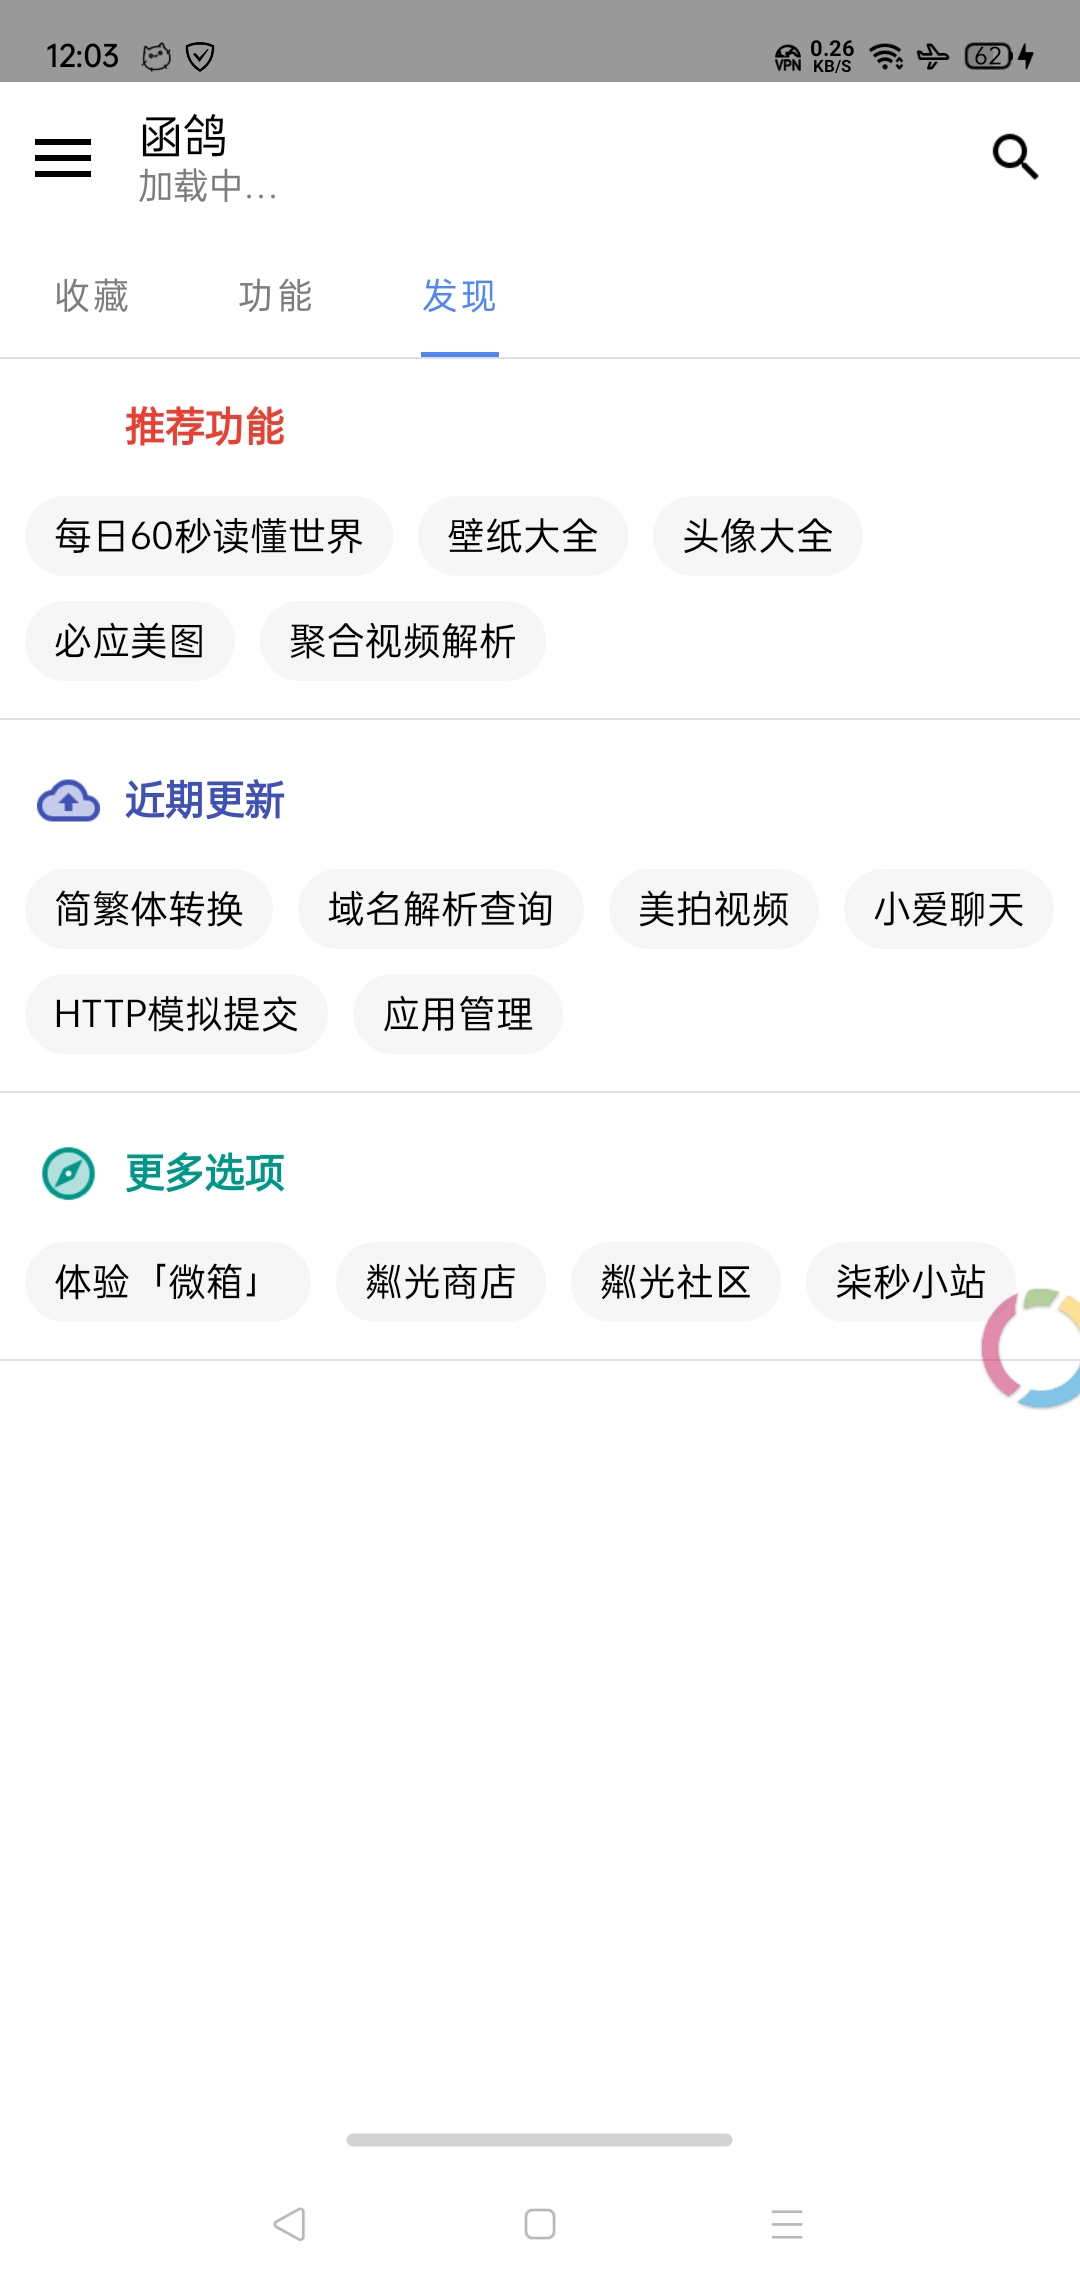 12:03 VPN 0.26 KB/S 62
函鸽
加载中...
收藏 功能 发现
推荐功能
每日60秒读懂世界 壁纸大全 头像大全
必应美图 聚合视频解析
近期更新
简繁体转换 域名解析查询 美拍视频 小爱聊天
HTTP模拟提交 应用管理
更多选项
体验「微箱」 粼光商店 粼光社区 柒秒小站